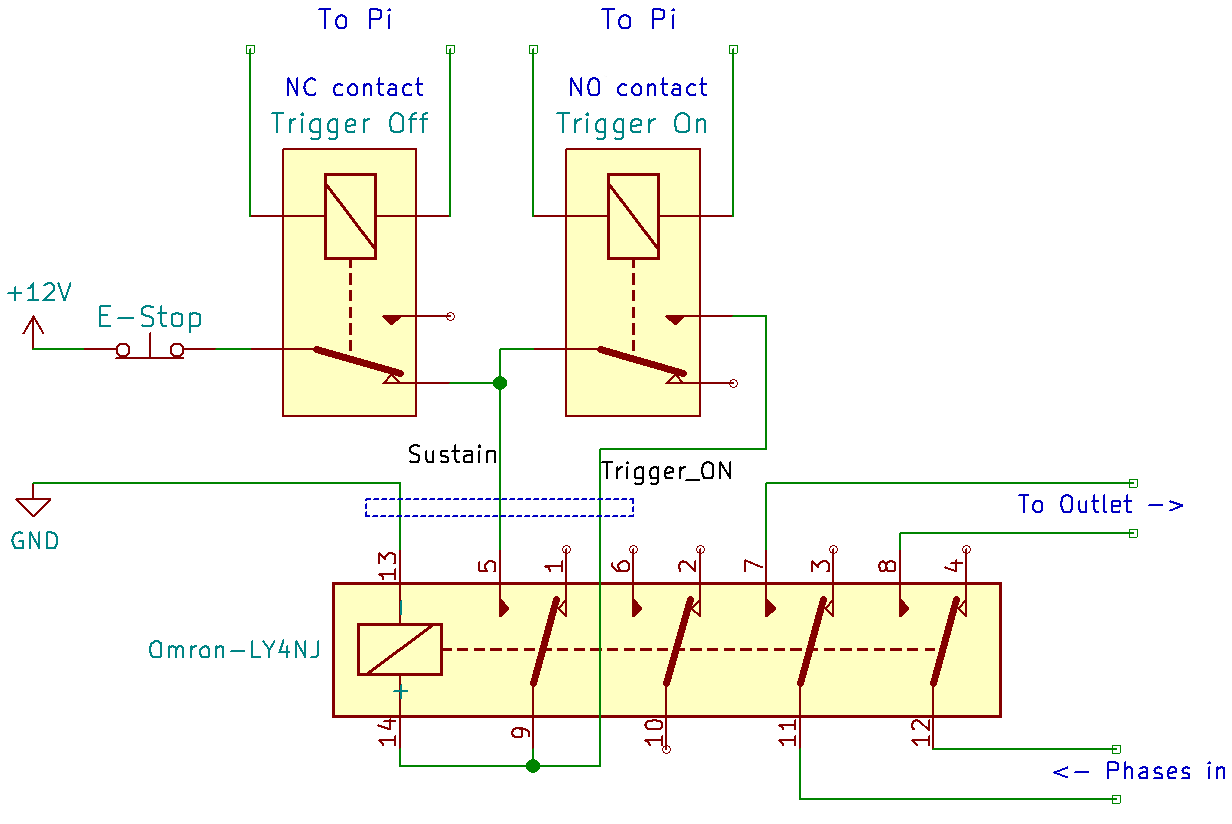 To Pi
To Pi
NC contact
NO contact
Trigger Off
Trigger On
+12V
E-Stop
Sustain
Trigger_ON
To Outlet ->
GND
13
5
1
6
2
7
3
8
4
Omron-LY4NJ
+
14
9
10
11
12
<- Phases in